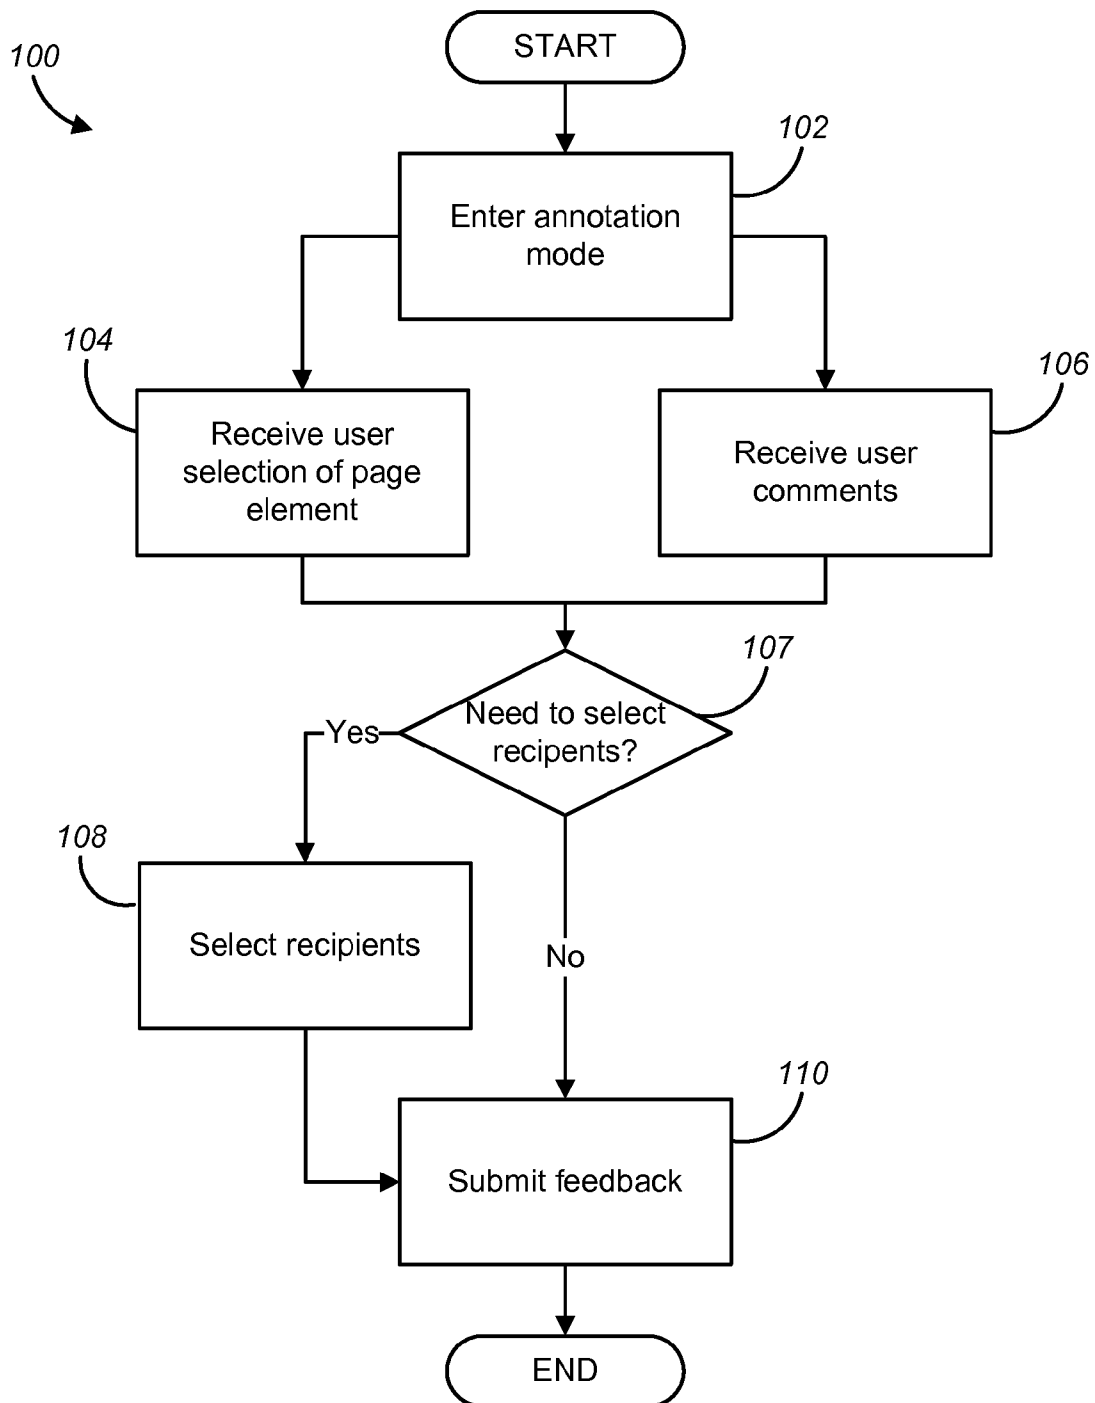 START
100
102
Enter annotation
mode
104
Receive user
selection of page
element
106
Receive user
comments
107
Need to select
recipents?
Yes
108
Select recipients
No
110
Submit feedback
END